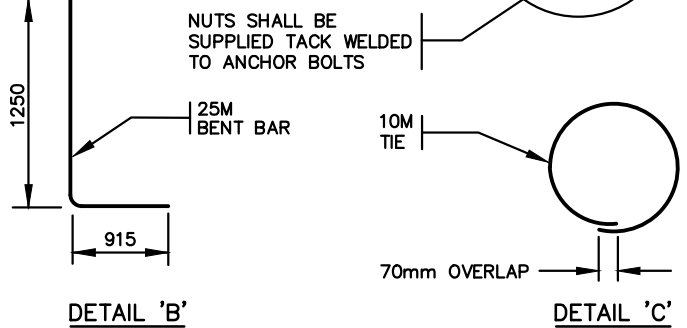 NUTS SHALL BE
SUPPLIED TACK WELDED
TO ANCHOR BOLTS
1250
25M
BENT BAR
10M
TIE
915
70mm OVERLAP
DETAIL 'B'
DETAIL 'C'